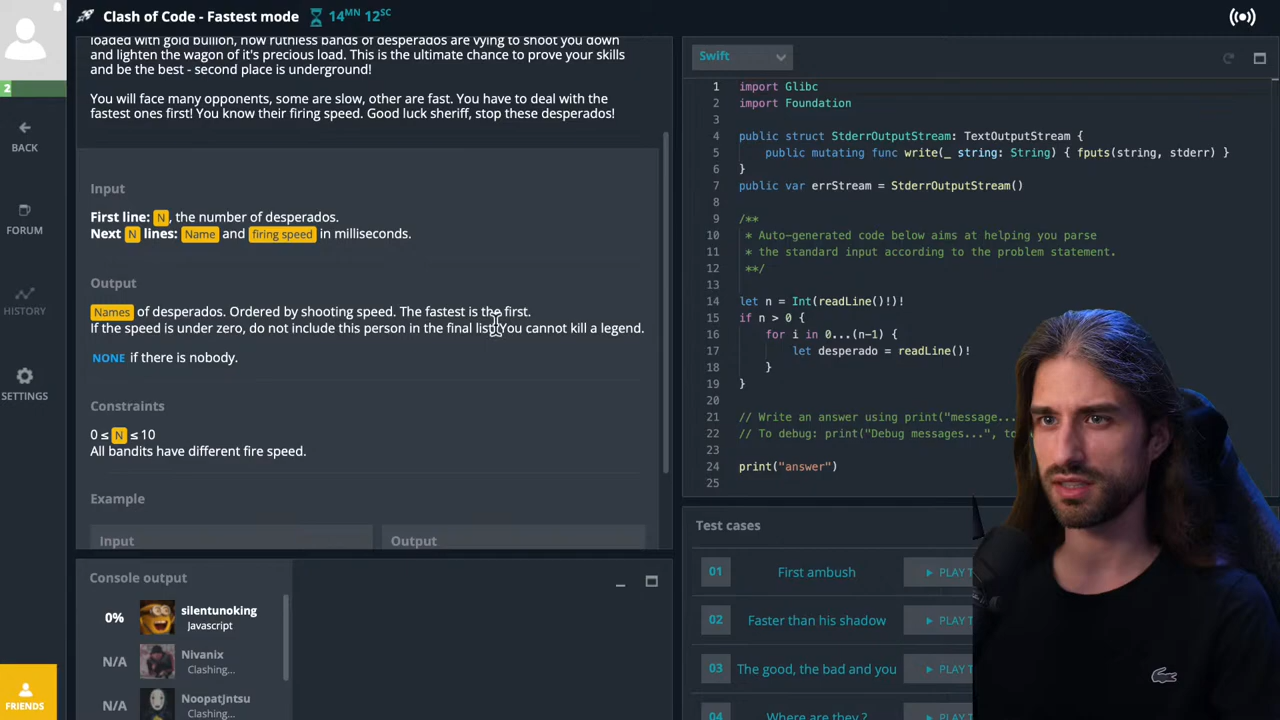 Clash of Code - Fastest mode
14MN 12SC
loaded with gold bullion, now ruthless bands of desperados are vying to shoot you down
and lighten the wagon of it's precious load. This is the ultimate chance to prove your skills
and be the best - second place is underground!
You will face many opponents, some are slow, other are fast. You have to deal with the
fastest ones first! You know their firing speed. Good luck sheriff, stop these desperados!
2
BACK
FORUM
HISTORY
SETTINGS
FRIENDS
Input
First line: N, the number of desperados.
Next N lines: Name and firing speed in milliseconds.
Output
Names of desperados. Ordered by shooting speed. The fastest is the first.
If the speed is under zero, do not include this person in the final list. You cannot kill a legend.
NONE if there is nobody.
Constraints
0 ≤ N ≤ 10
All bandits have different fire speed.
Example
Input
Output
Console output
0%
silentunoking
Javascript
N/A
Nivanix
Clashing...
N/A
NoopatJntsu
Clashing...
Swift
1 import Glibc
2 import Foundation
3
4 public struct StderrOutputStream: TextOutputStream {
5 public mutating func write(_ string: String) { fputs(string, stderr) }
6 }
7 public var errStream = StderrOutputStream()
8
9 /**
10 * Auto-generated code below aims at helping you parse
11 * the standard input according to the problem statement.
12 **/
13
14 let n = Int(readLine()!)!
15 if n > 0 {
16 for i in 0...(n-1) {
17 let desperado = readLine()!
18 }
19 }
20
21 // Write an answer using print("message...
22 // To debug: print("Debug messages...", to
23
24 print("answer")
25
Test cases
01 First ambush PLAY T
02 Faster than his shadow PLAY T
03 The good, the bad and you PLAY T
04 Where are they ? PLAY T